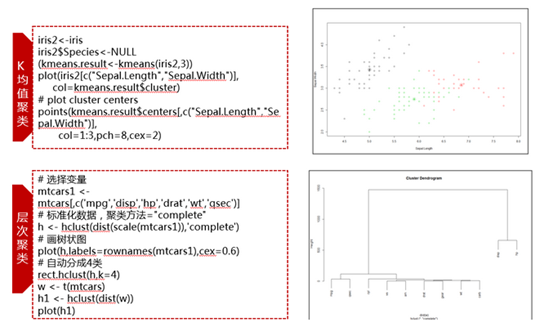 K均值聚类
iris2<-iris
iris2$Species<-NULL
(kmeans.result<-kmeans(iris2,3))
plot(iris2[c("Sepal.Length","Sepal.Width")],
col=kmeans.result$cluster)
# plot cluster centers
points(kmeans.result$centers[,c("Sepal.Length","Se
pal.Width")],
col=1:3,pch=8,cex=2)
Sepal.Length
层次聚类
# 选择变量
mtcars1 <-
mtcars[,c('mpg','disp','hp','drat','wt','qsec')]
# 标准化数据，聚类方法="complete"
h <- hclust(dist(scale(mtcars1)),'complete')
# 画树状图
plot(h,labels=rownames(mtcars1),cex=0.6)
# 自动分成4类
rect.hclust(h,k=4)
w <- t(mtcars)
h1 <- hclust(dist(w))
plot(h1)
Cluster Dendrogram
Height